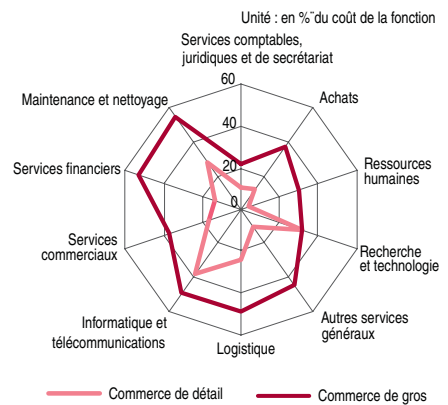 Unité : en %¨du coût de la fonction
Services comptables,
juridiques et de secrétariat
60
Maintenance et nettoyage
Achats
40
Services financiers
Ressources
humaines
20
0
Services
commerciaux
Recherche
et technologie
Informatique et
télécommunications
Autres services
généraux
Logistique
Commerce de détail
Commerce de gros